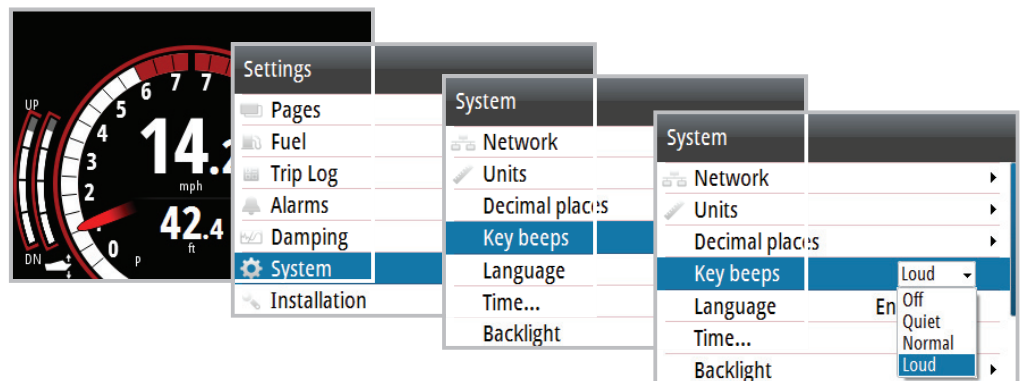 UP
DN
0
2
3
4
5
6
7
7
14.2
mph
42.4
ft
P
Settings
Pages
Fuel
Trip Log
Alarms
Damping
System
Installation
System
Network
Units
Decimal places
Key beeps
Language
Time...
Backlight
System
Network
Units
Decimal places
Key beeps Loud
Language En
Time...
Backlight
Off
Quiet
Normal
Loud